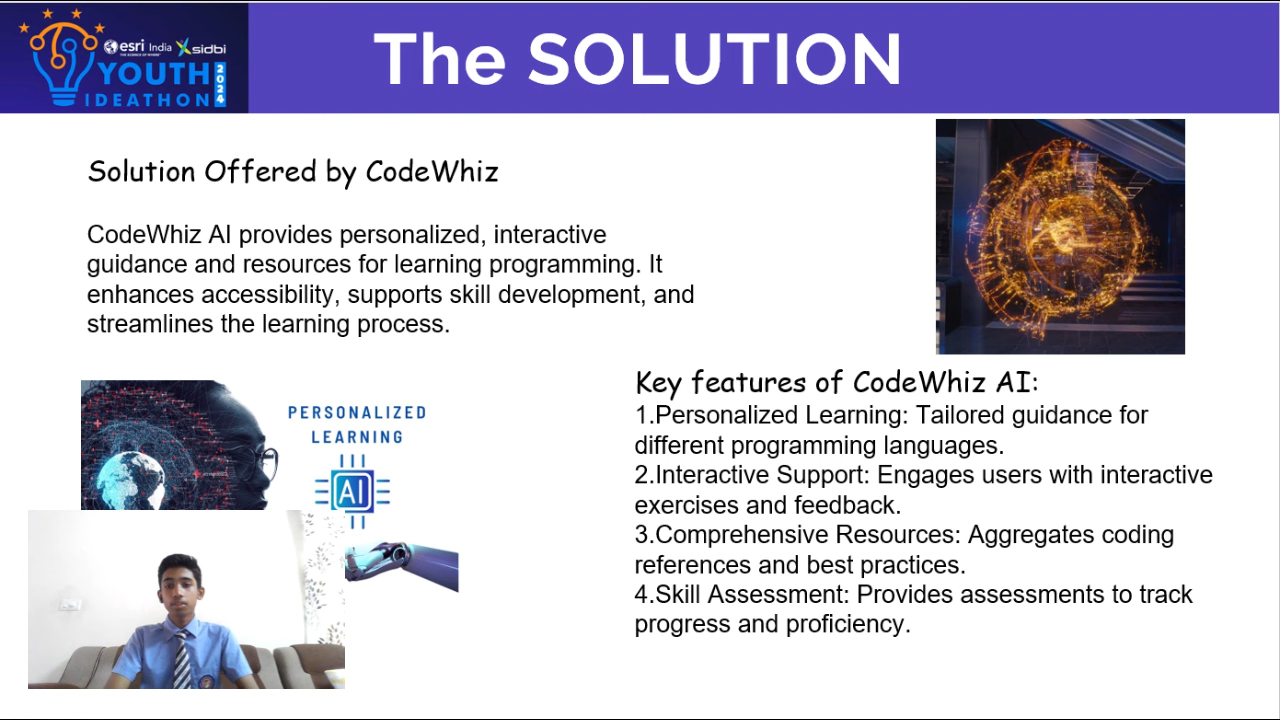 esri India
THE SCIENCE OF WHERE
sidbi
YOUTH
IDEATHON
2024
The SOLUTION
Solution Offered by CodeWhiz
CodeWhiz AI provides personalized, interactive
guidance and resources for learning programming. It
enhances accessibility, supports skill development, and
streamlines the learning process.
PERSONALIZED
LEARNING
AI
Key features of CodeWhiz AI:
1.Personalized Learning: Tailored guidance for
different programming languages.
2.Interactive Support: Engages users with interactive
exercises and feedback.
3.Comprehensive Resources: Aggregates coding
references and best practices.
4.Skill Assessment: Provides assessments to track
progress and proficiency.